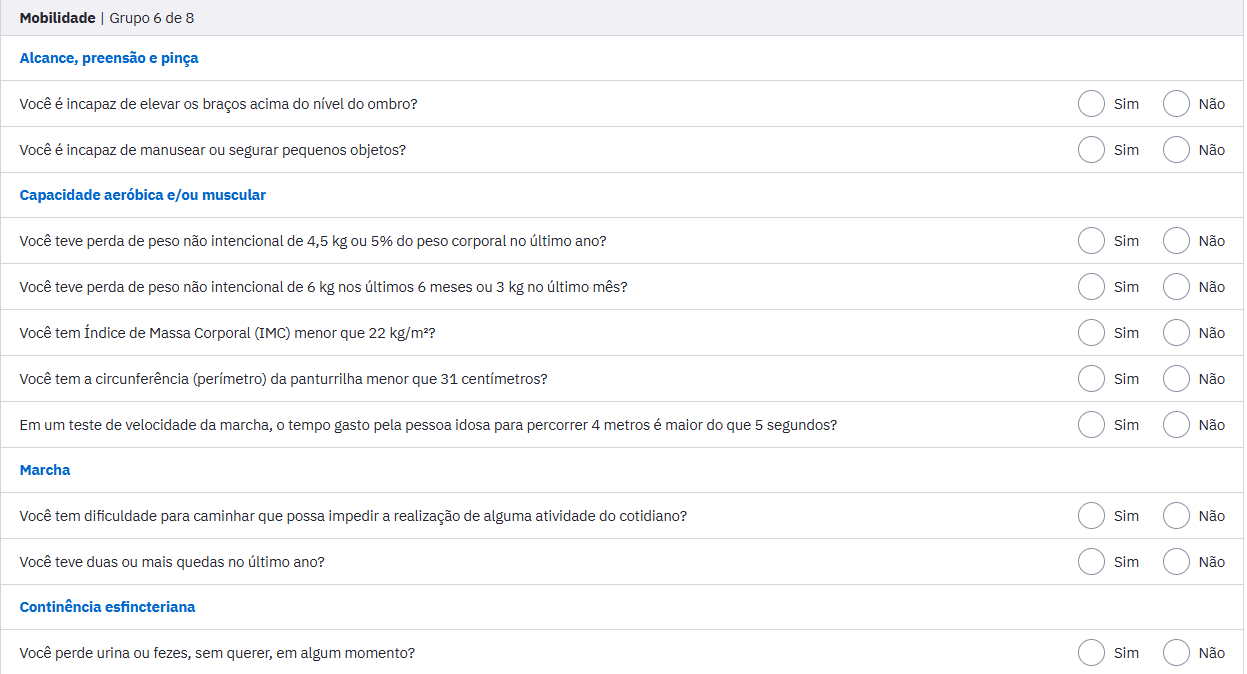 Mobilidade | Grupo 6 de 8
Alcance, preensão e pinça
Você é incapaz de elevar os braços acima do nível do ombro? Sim Não
Você é incapaz de manusear ou segurar pequenos objetos? Sim Não
Capacidade aeróbica e/ou muscular
Você teve perda de peso não intencional de 4,5 kg ou 5% do peso corporal no último ano? Sim Não
Você teve perda de peso não intencional de 6 kg nos últimos 6 meses ou 3 kg no último mês? Sim Não
Você tem Índice de Massa Corporal (IMC) menor que 22 kg/m²? Sim Não
Você tem a circunferência (perímetro) da panturrilha menor que 31 centímetros? Sim Não
Em um teste de velocidade da marcha, o tempo gasto pela pessoa idosa para percorrer 4 metros é maior do que 5 segundos? Sim Não
Marcha
Você tem dificuldade para caminhar que possa impedir a realização de alguma atividade do cotidiano? Sim Não
Você teve duas ou mais quedas no último ano? Sim Não
Continência esfincteriana
Você perde urina ou fezes, sem querer, em algum momento? Sim Não